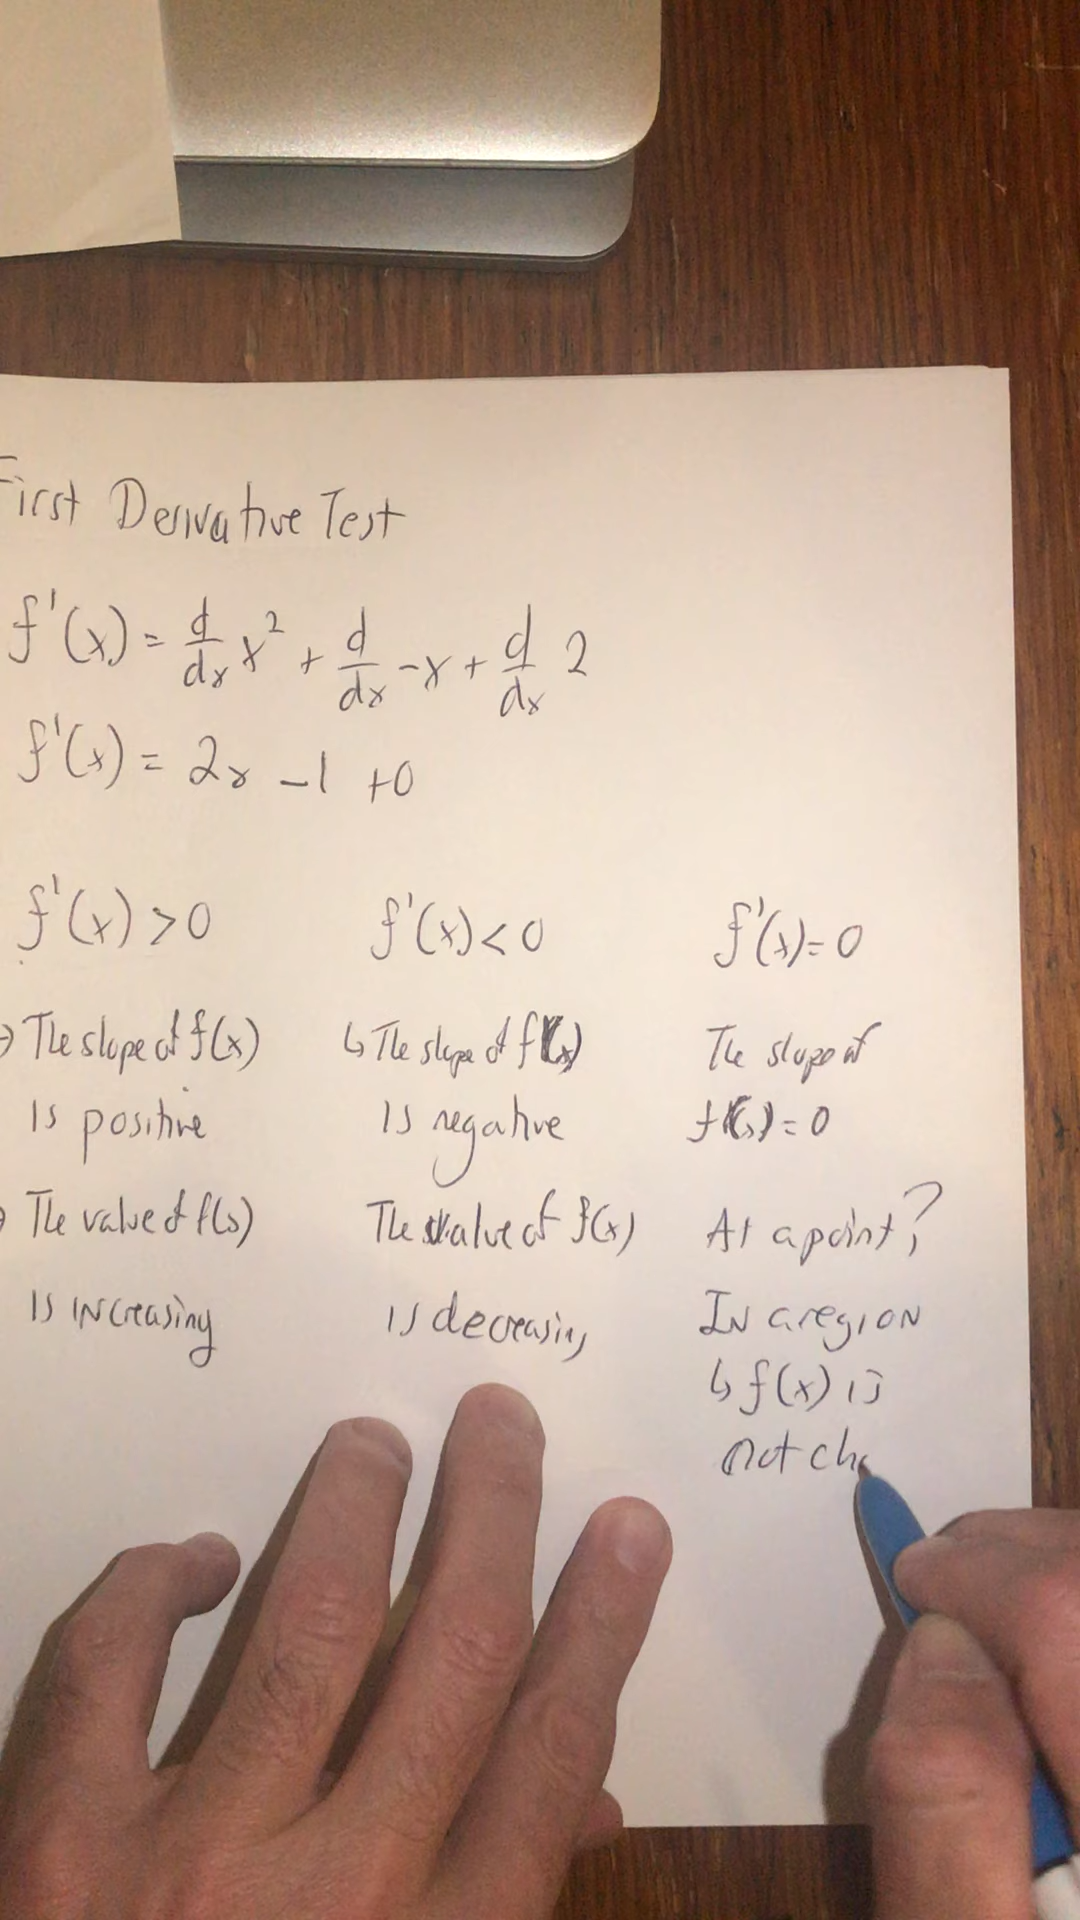 First Derivative Test
f'(x) = d/dx x² + d/dx -x + d/dx 2
f'(x) = 2x -1 +0
f'(x) > 0
→ The slope of f(x)
is positive
→ The value of f(x)
is increasing
f'(x) < 0
↳ The slope of f(x)
is negative
The value of f(x)
is decreasing
f'(x) = 0
The slope of
f(x) = 0
At a point?
In a region
↳ f(x) is
not cha